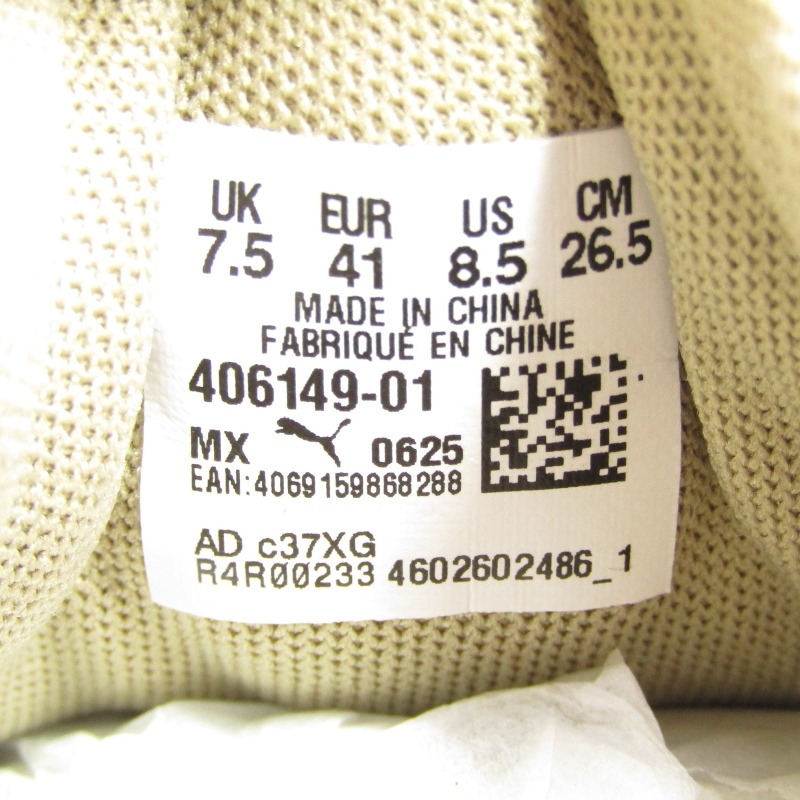 UK EUR US CM
7.5 41 8.5 26.5
MADE IN CHINA
FABRIQUÉ EN CHINE
406149-01
MX 0625
EAN:4069159868288
AD c37XG
R4RØØ233 4602602486_1